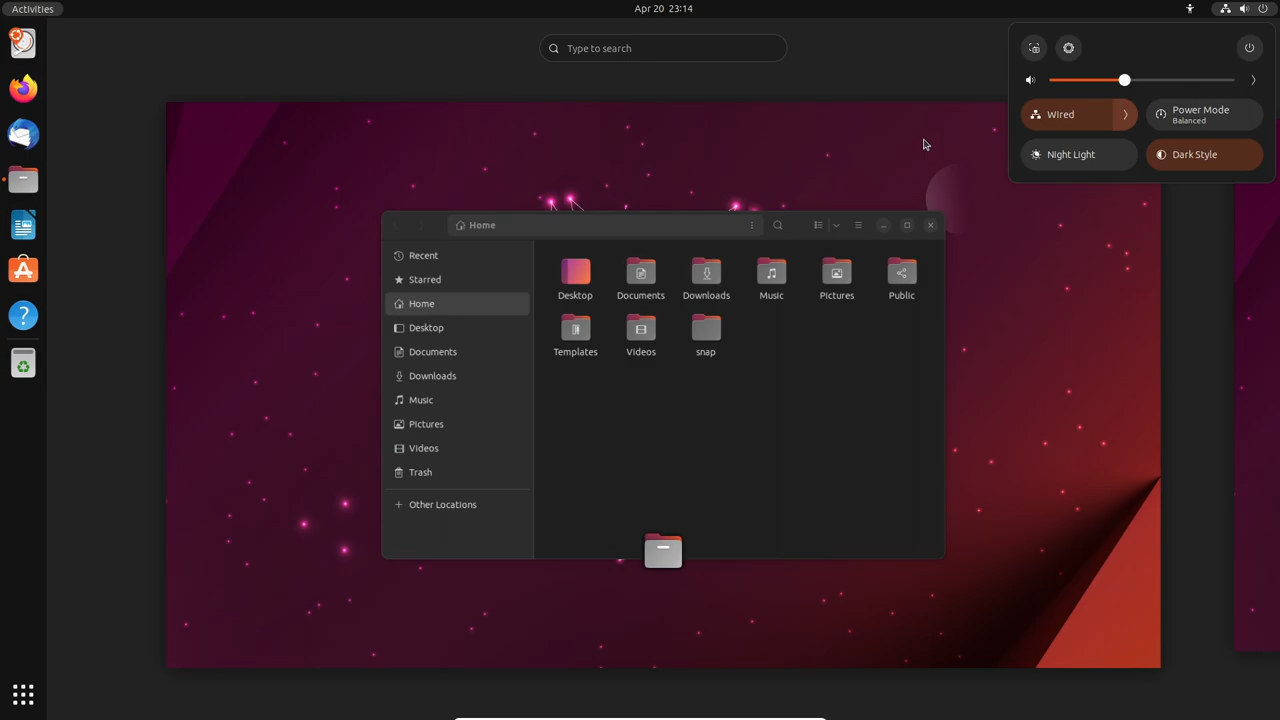 Activities
Apr 20 23:14
Type to search
Wired
Power Mode
Balanced
Night Light
Dark Style
Home
Recent
Starred
Home
Desktop
Documents
Downloads
Music
Pictures
Videos
Trash
Other Locations
Desktop
Documents
Downloads
Music
Pictures
Public
Templates
Videos
snap